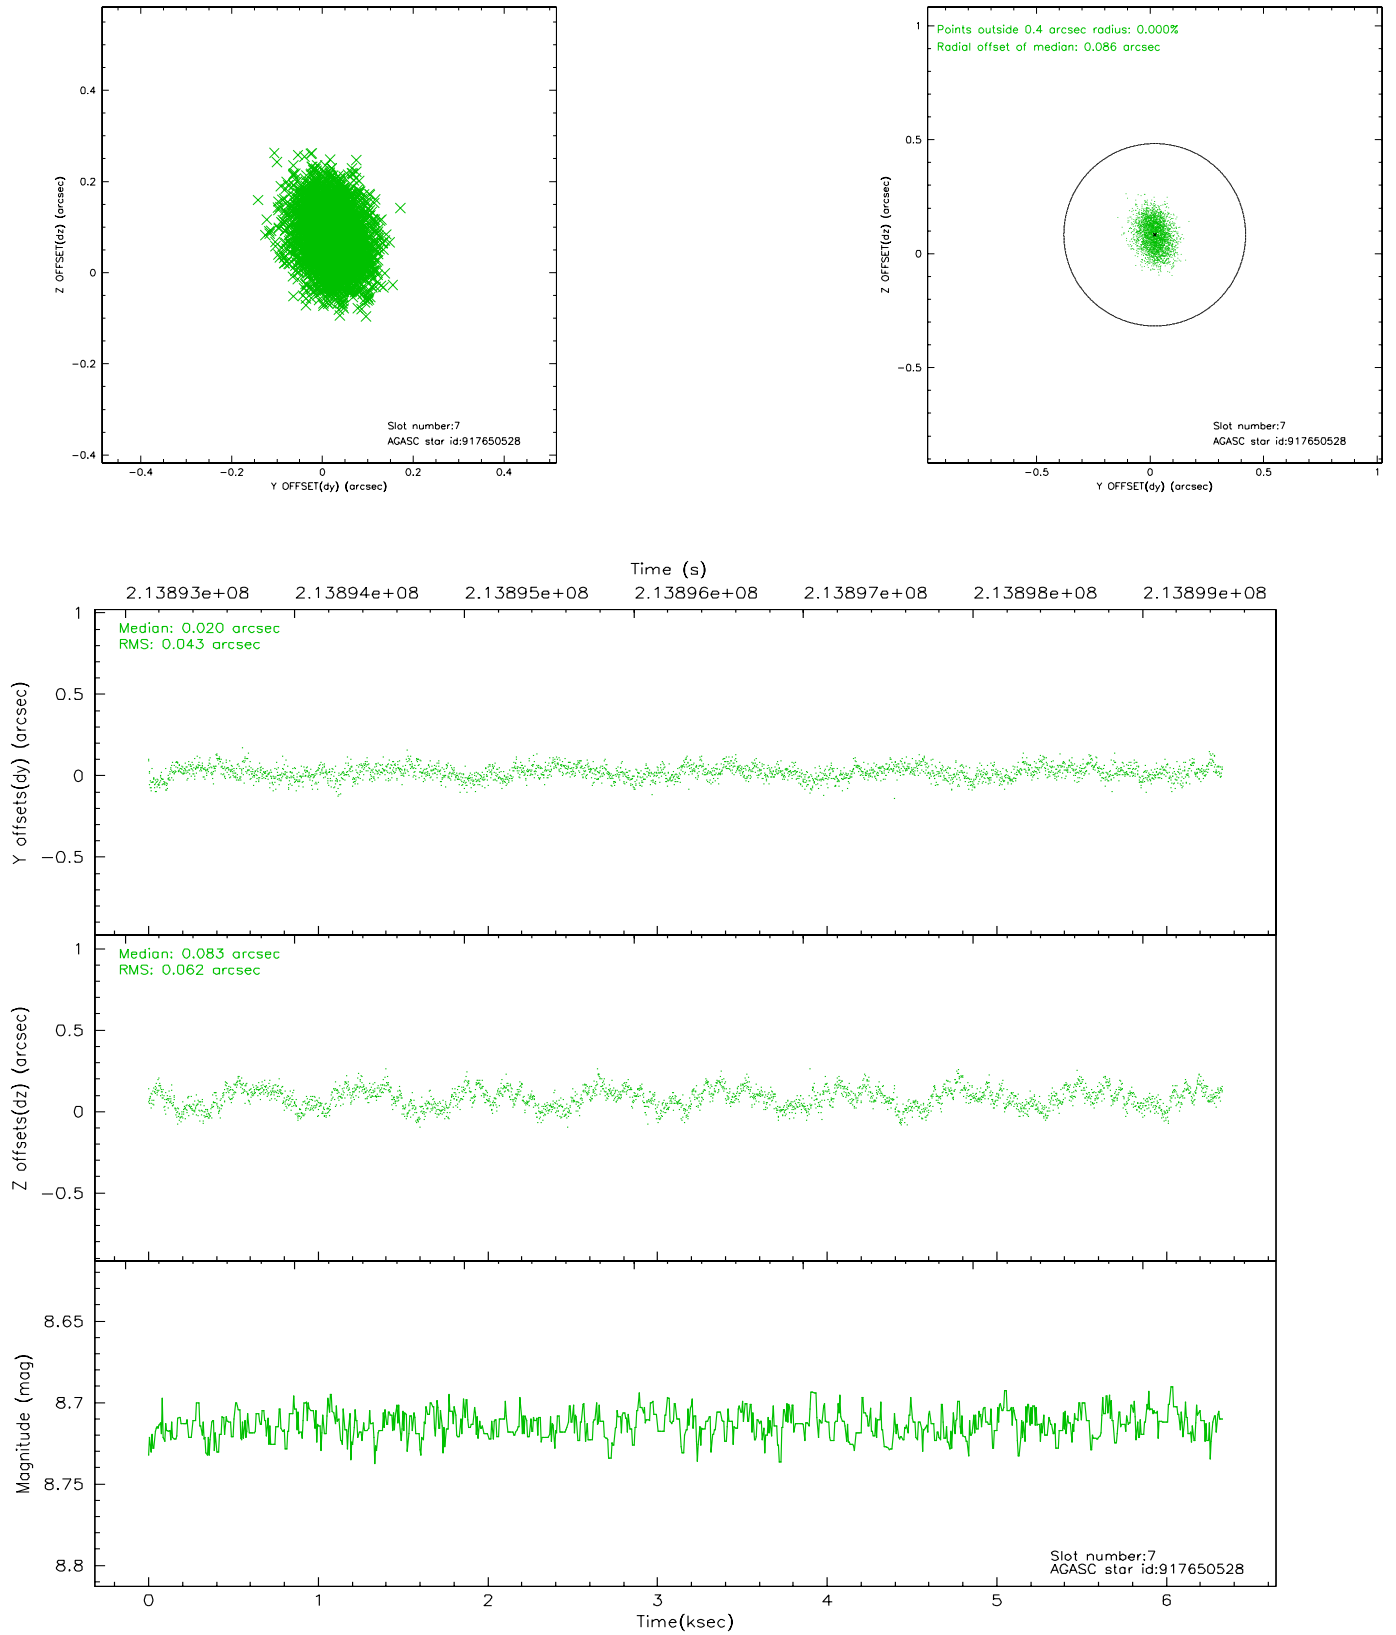 0.4
0.2
0
−0.2
−0.4
Z OFFSET(dz) (arcsec)
Slot number:7
AGASC star id:917650528
−0.4
−0.2
0
0.2
0.4
Y OFFSET(dy) (arcsec)
Points outside 0.4 arcsec radius: 0.000%
Radial offset of median: 0.086 arcsec
1
0.5
0
−0.5
Z OFFSET(dz) (arcsec)
Slot number:7
AGASC star id:917650528
−0.5
0
0.5
1
Y OFFSET(dy) (arcsec)
Time (s)
2.13893e+08
2.13894e+08
2.13895e+08
2.13896e+08
2.13897e+08
2.13898e+08
2.13899e+08
Median: 0.020 arcsec
RMS: 0.043 arcsec
1
0.5
0
−0.5
Y offsets(dy) (arcsec)
Median: 0.083 arcsec
RMS: 0.062 arcsec
1
0.5
0
−0.5
Z offsets(dz) (arcsec)
8.65
8.7
8.75
8.8
Magnitude (mag)
Slot number:7
AGASC star id:917650528
0
1
2
3
4
5
6
Time(ksec)